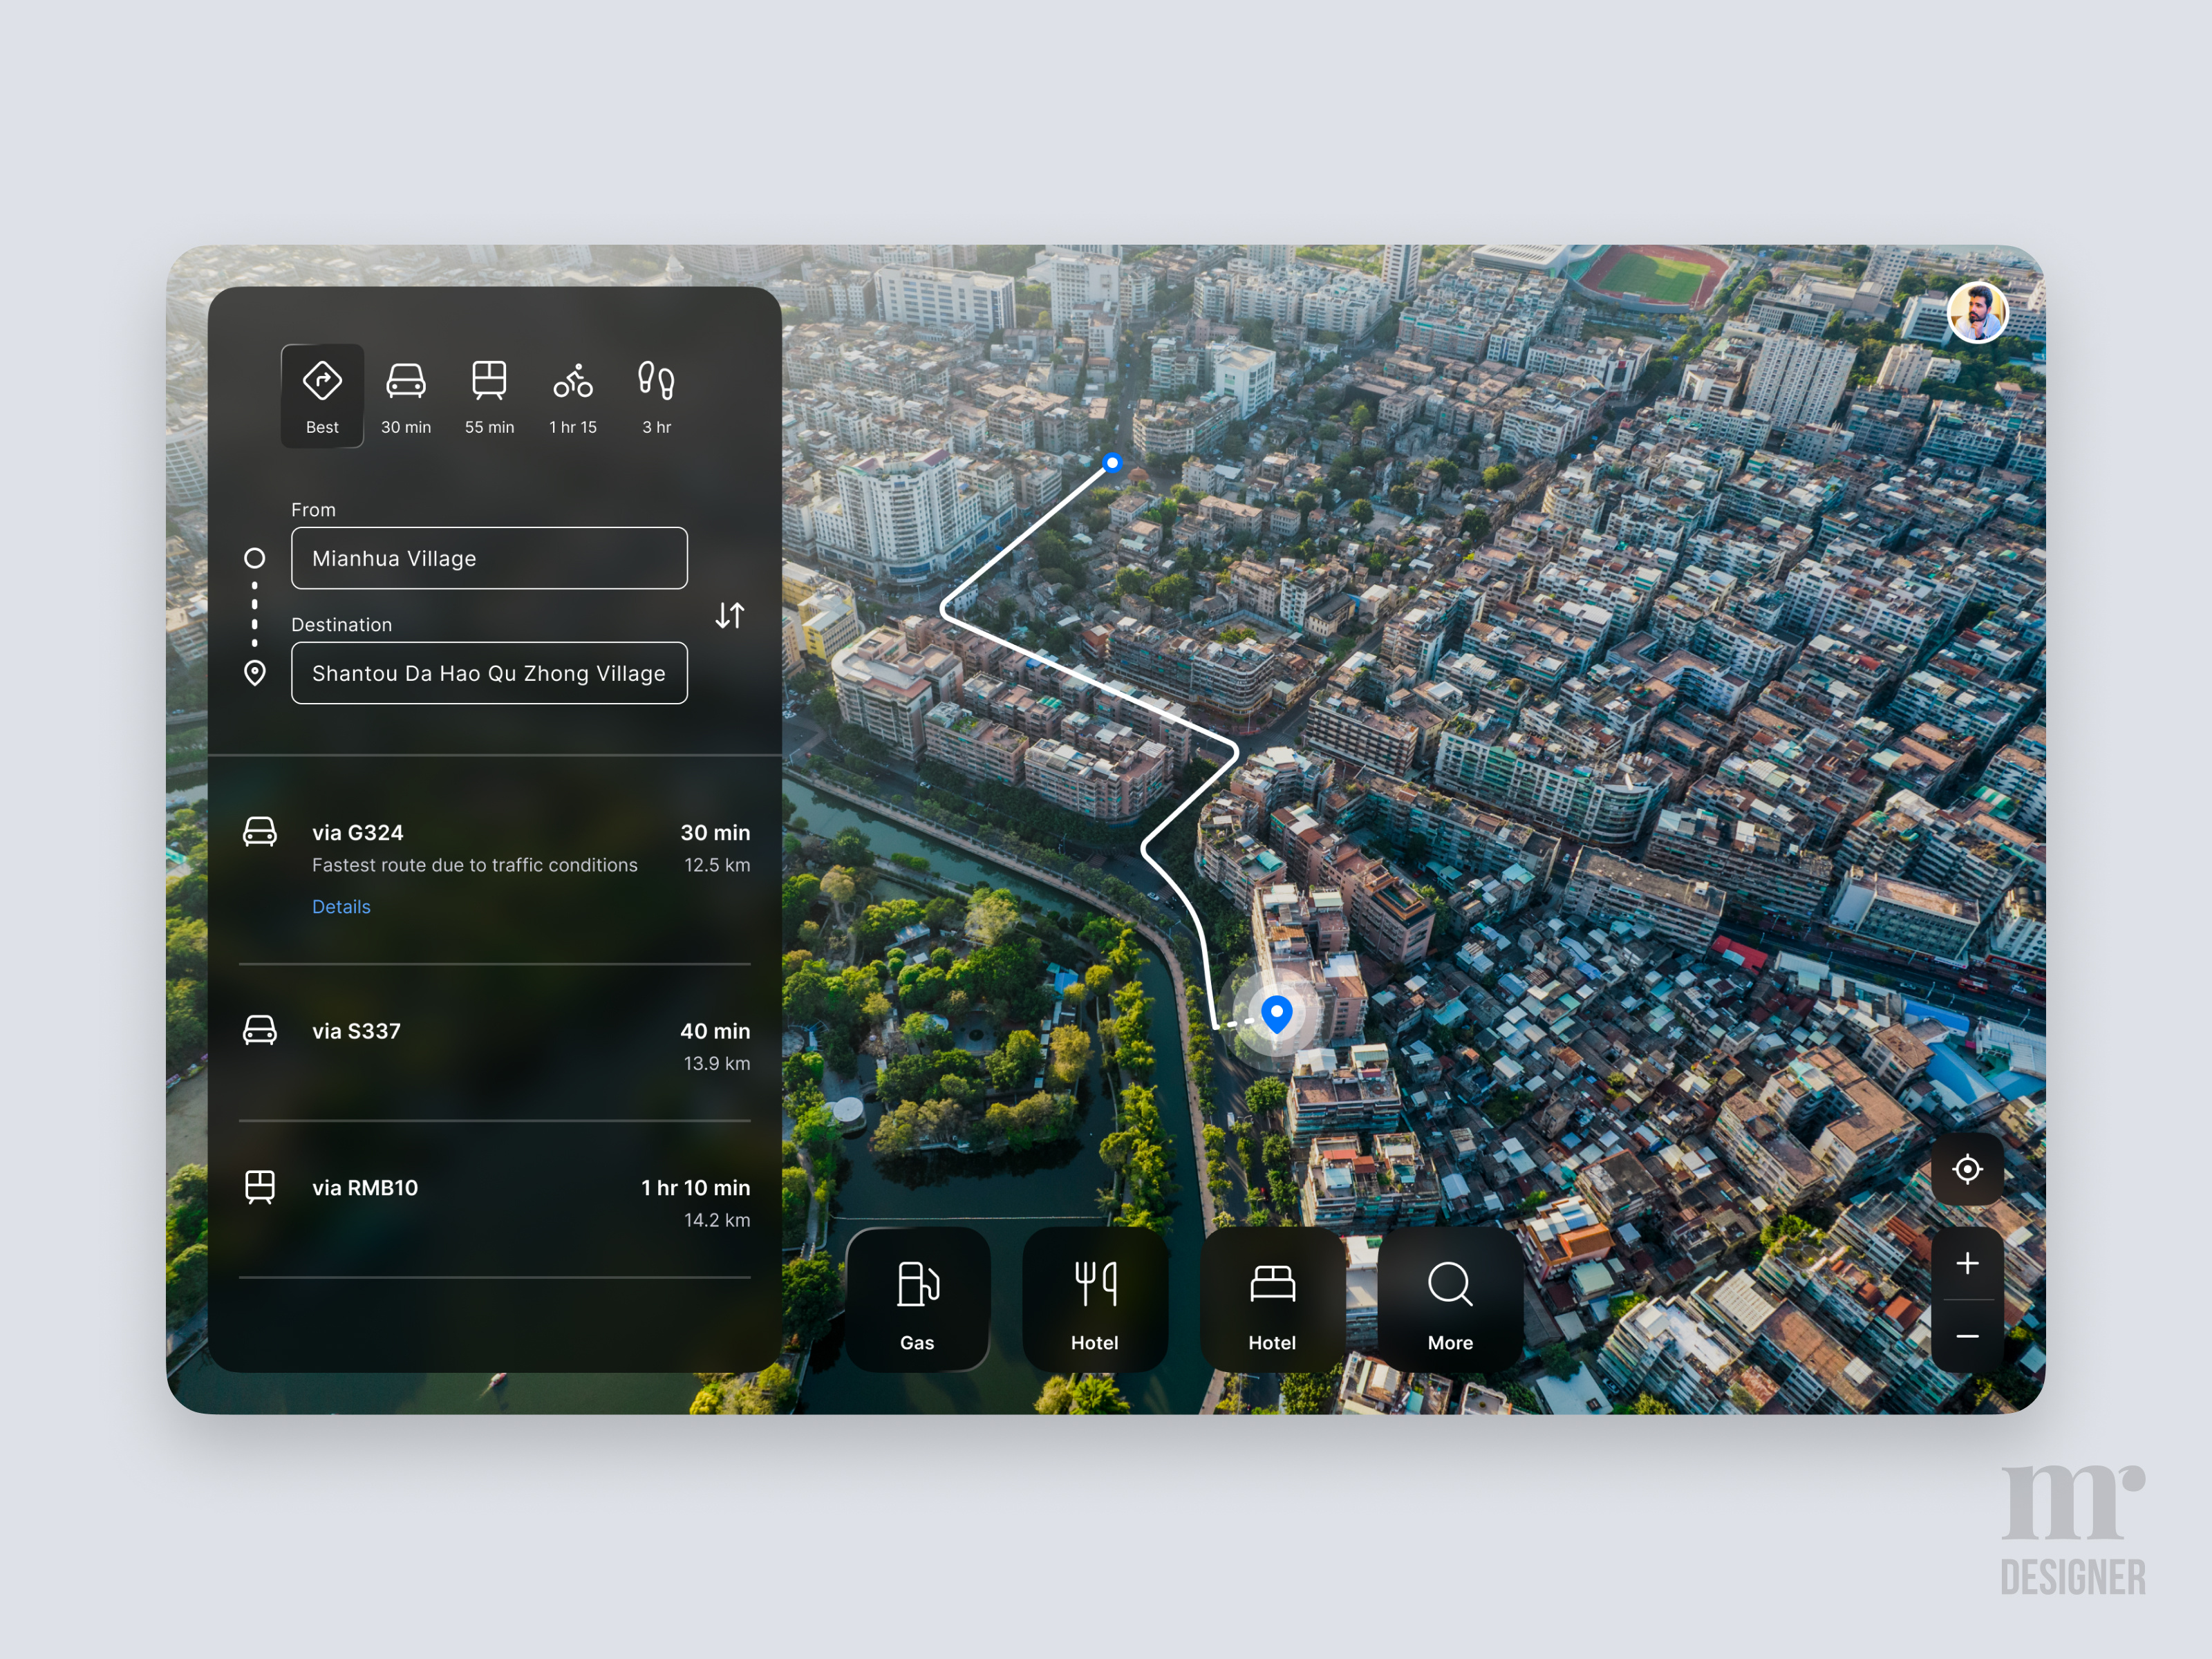 Best
30 min
55 min
1 hr 15
3 hr
From
Mianhua Village
Destination
Shantou Da Hao Qu Zhong Village
via G324
30 min
Fastest route due to traffic conditions
12.5 km
Details
via S337
40 min
13.9 km
via RMB10
1 hr 10 min
14.2 km
Gas
Hotel
Hotel
More
mr
DESIGNER